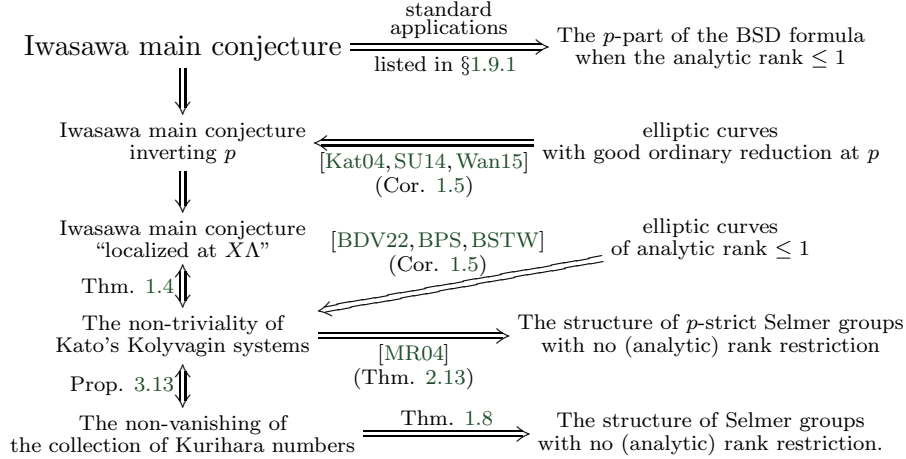 standard
applications
Iwasawa main conjecture
listed in §1.9.1
The p-part of the BSD formula
when the analytic rank ≤ 1
Iwasawa main conjecture
inverting p
[Kat04, SU14, Wan15]
(Cor. 1.5)
elliptic curves
with good ordinary reduction at p
Iwasawa main conjecture
“localized at XΛ”
[BDV22, BPS, BSTW]
(Cor. 1.5)
elliptic curves
of analytic rank ≤ 1
Thm. 1.4
The non-triviality of
Kato's Kolyvagin systems
[MR04]
(Thm. 2.13)
The structure of p-strict Selmer groups
with no (analytic) rank restriction
Prop. 3.13
The non-vanishing of
the collection of Kurihara numbers
Thm. 1.8
The structure of Selmer groups
with no (analytic) rank restriction.